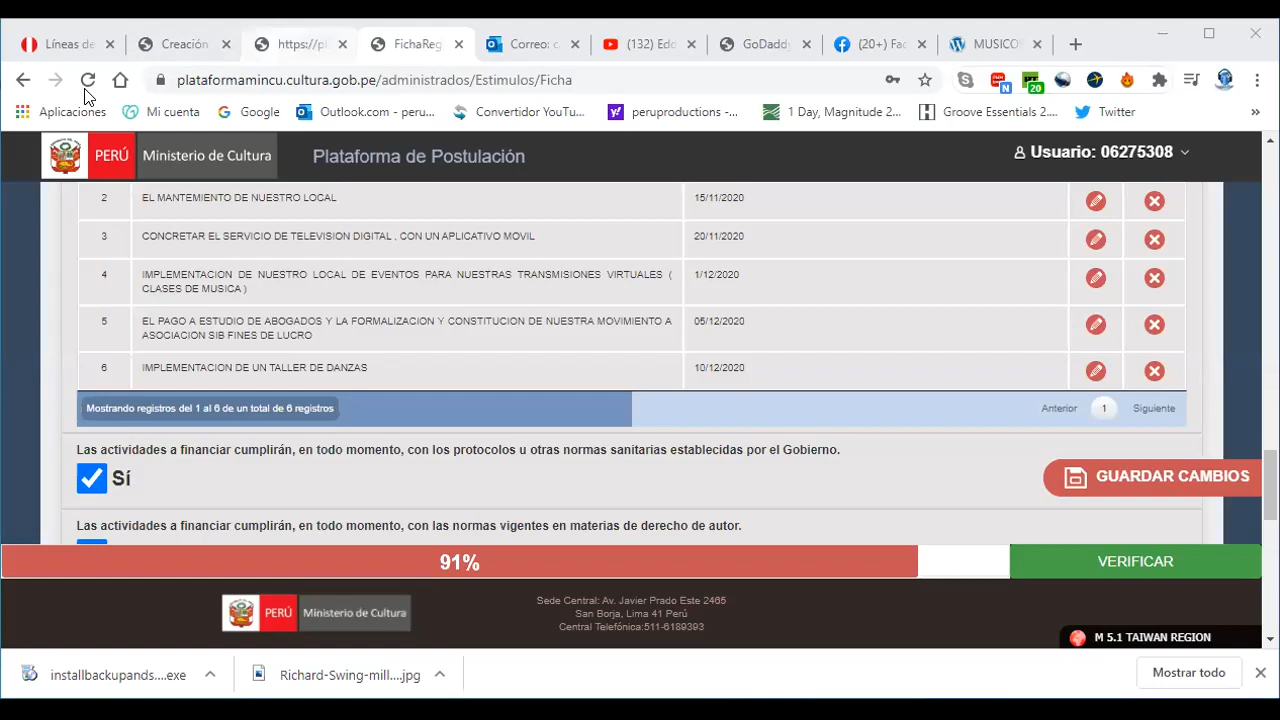 Líneas de
Creación
https://pl
FichaReg
Correo: c
(132) Edd
GoDaddy
(20+) Fac
WORD MUSICO
plataformamincu.cultura.gob.pe/administrados/Estimulos/Ficha
N
20
Aplicaciones
Mi cuenta
Google
Outlook.com - peru...
Convertidor YouTu...
peruproductions -...
1 Day, Magnitude 2...
Groove Essentials 2....
Twitter
»
PERÚ
Ministerio de Cultura
Plataforma de Postulación
Usuario: 06275308
2 EL MANTEMIENTO DE NUESTRO LOCAL 15/11/2020
3 CONCRETAR EL SERVICIO DE TELEVISION DIGITAL , CON UN APLICATIVO MOVIL 20/11/2020
4 IMPLEMENTACION DE NUESTRO LOCAL DE EVENTOS PARA NUESTRAS TRANSMISIONES VIRTUALES ( 1/12/2020
CLASES DE MUSICA )
5 EL PAGO A ESTUDIO DE ABOGADOS Y LA FORMALIZACION Y CONSTITUCION DE NUESTRA MOVIMIENTO A 05/12/2020
ASOCIACION SIB FINES DE LUCRO
6 IMPLEMENTACION DE UN TALLER DE DANZAS 10/12/2020
Mostrando registros del 1 al 6 de un total de 6 registros
Anterior 1 Siguiente
Las actividades a financiar cumplirán, en todo momento, con los protocolos u otras normas sanitarias establecidas por el Gobierno.
Sí
GUARDAR CAMBIOS
Las actividades a financiar cumplirán, en todo momento, con las normas vigentes en materias de derecho de autor.
91%
VERIFICAR
PERÚ
Ministerio de Cultura
Sede Central: Av. Javier Prado Este 2465
San Borja, Lima 41 Perú
Central Telefónica:511-6189393
M 5.1 TAIWAN REGION
installbackupands....exe
Richard-Swing-mill....jpg
Mostrar todo